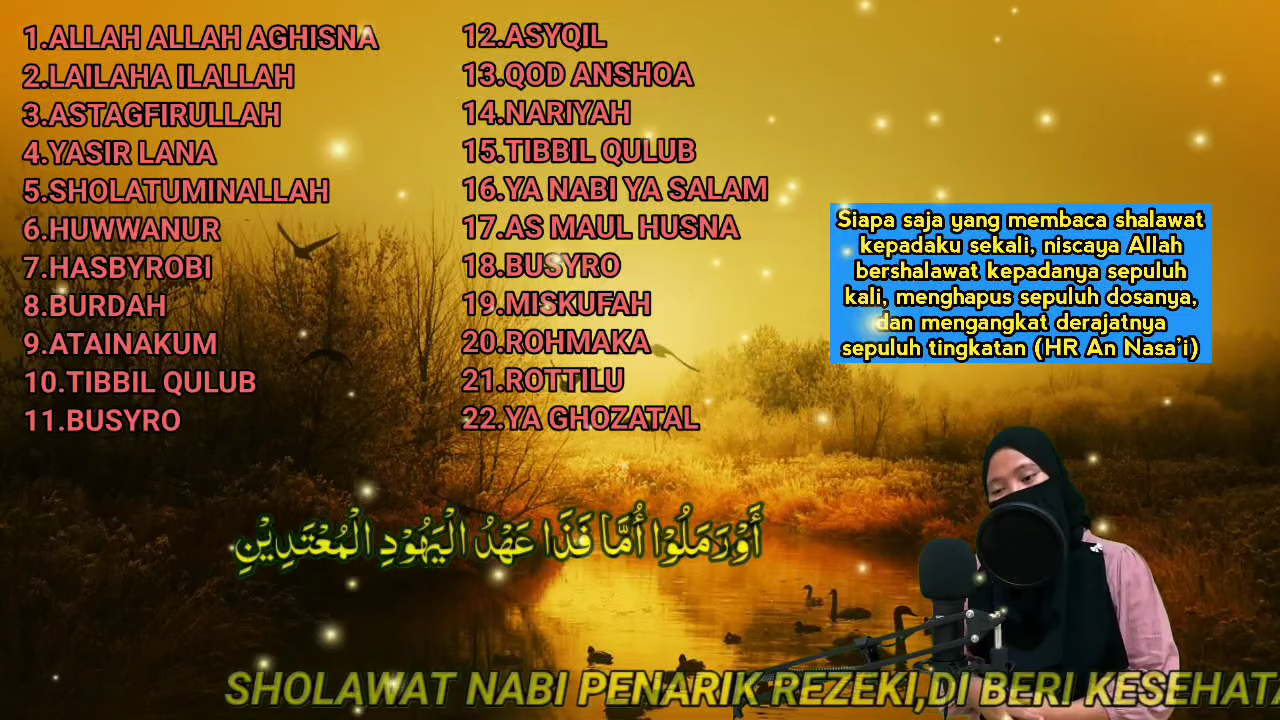 1.ALLAH ALLAH AGHISNA
2.LAILAHA ILALLAH
3.ASTAGFIRULLAH
4.YASIR LANA
5.SHOLATUMINALLAH
6.HUWWANUR
7.HASBYROBI
8.BURDAH
9.ATAINAKUM
10.TIBBIL QULUB
11.BUSYRO
12.ASYQIL
13.QOD ANSHOA
14.NARIYAH
15.TIBBIL QULUB
16.YA NABI YA SALAM
17.AS MAUL HUSNA
18.BUSYRO
19.MISKUFAH
20.ROHMAKA
21.ROTTILU
22.YA GHOZATAL
Siapa saja yang membaca shalawat
kepadaku sekali, niscaya Allah
bershalawat kepadanya sepuluh
kali, menghapus sepuluh dosanya,
dan mengangkat derajatnya
sepuluh tingkatan (HR An Nasa'i)
أَوْرَمَلُوْا أُمَّا فَذَا عَهْدُ الْيَهُوْدِ الْمُعْتَدِيْنِ
SHOLAWAT NABI PENARIK REZEKI,DI BERI KESEHAT